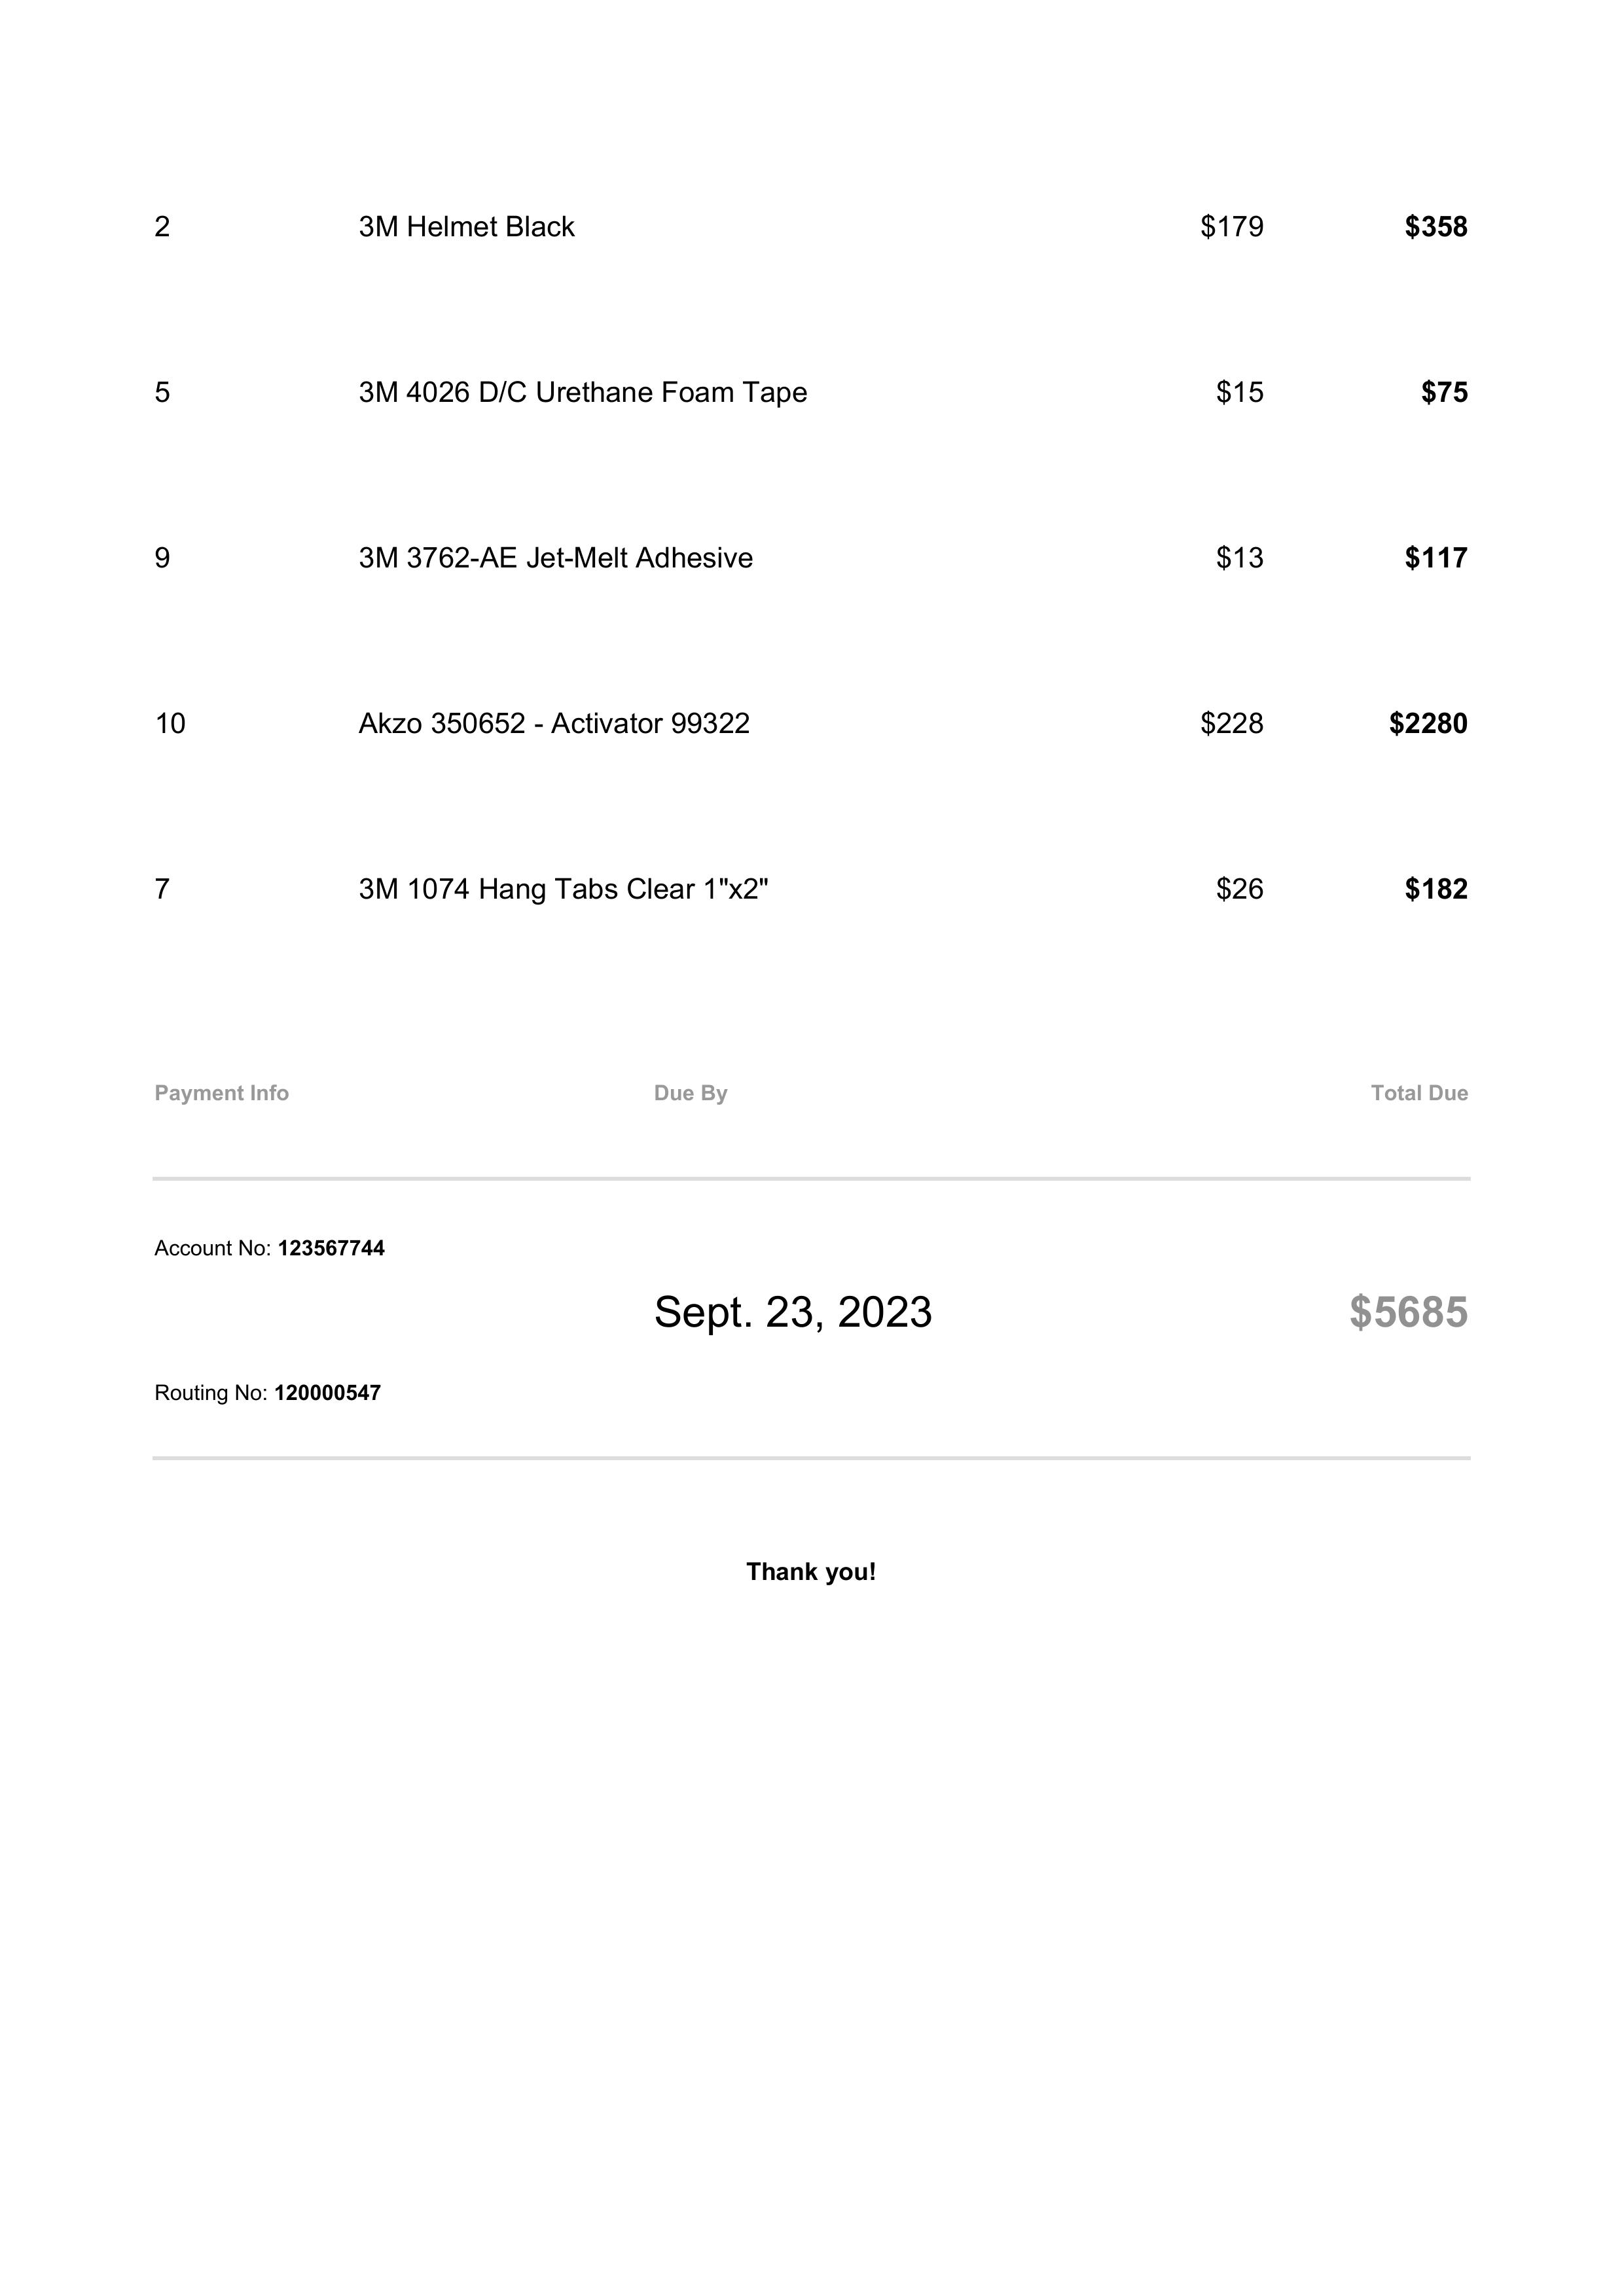 2 3M Helmet Black $179 $358
5 3M 4026 D/C Urethane Foam Tape $15 $75
9 3M 3762-AE Jet-Melt Adhesive $13 $117
10 Akzo 350652 - Activator 99322 $228 $2280
7 3M 1074 Hang Tabs Clear 1"x2" $26 $182
Payment Info Due By Total Due
Account No: 123567744
Sept. 23, 2023 $5685
Routing No: 120000547
Thank you!